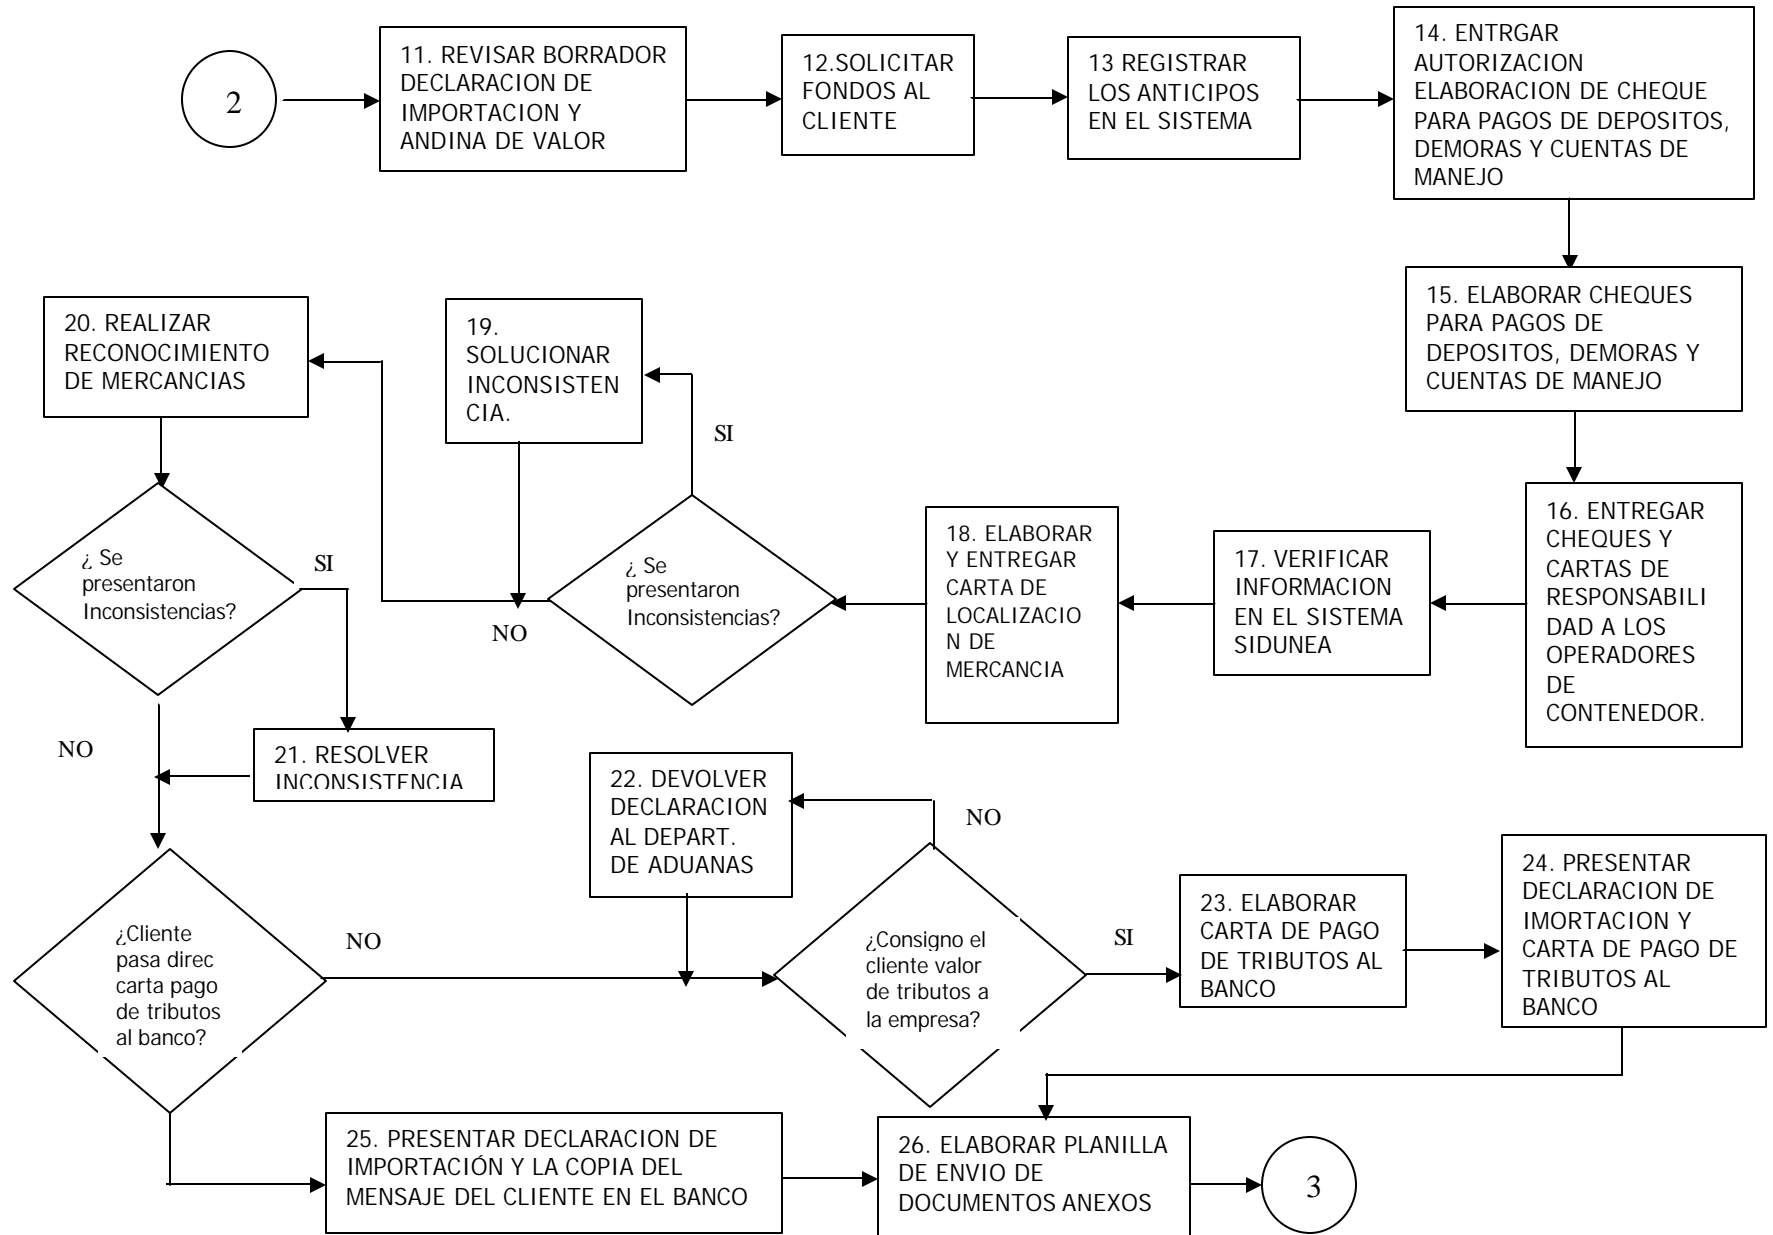 2
11. REVISAR BORRADOR
DECLARACION DE
IMPORTACION Y
ANDINA DE VALOR
12.SOLICITAR
FONDOS AL
CLIENTE
13 REGISTRAR
LOS ANTICIPOS
EN EL SISTEMA
14. ENTRGAR
AUTORIZACION
ELABORACION DE CHEQUE
PARA PAGOS DE DEPOSITOS,
DEMORAS Y CUENTAS DE
MANEJO
15. ELABORAR CHEQUES
PARA PAGOS DE
DEPOSITOS, DEMORAS Y
CUENTAS DE MANEJO
16. ENTREGAR
CHEQUES Y
CARTAS DE
RESPONSABILI
DAD A LOS
OPERADORES
DE
CONTENEDOR.
17. VERIFICAR
INFORMACION
EN EL SISTEMA
SIDUNEA
18. ELABORAR
Y ENTREGAR
CARTA DE
LOCALIZACIO
N DE
MERCANCIA
¿ Se
presentaron
Inconsistencias?
SI
NO
19.
SOLUCIONAR
INCONSISTEN
CIA.
20. REALIZAR
RECONOCIMIENTO
DE MERCANCIAS
¿ Se
presentaron
Inconsistencias?
SI
NO
21. RESOLVER
INCONSISTENCIA
¿Cliente
pasa direc
carta pago
de tributos
al banco?
NO
22. DEVOLVER
DECLARACION
AL DEPART.
DE ADUANAS
NO
¿Consigno el
cliente valor
de tributos a
la empresa?
SI
23. ELABORAR
CARTA DE PAGO
DE TRIBUTOS AL
BANCO
24. PRESENTAR
DECLARACION DE
IMORTACION Y
CARTA DE PAGO DE
TRIBUTOS AL
BANCO
25. PRESENTAR DECLARACION DE
IMPORTACIÓN Y LA COPIA DEL
MENSAJE DEL CLIENTE EN EL BANCO
26. ELABORAR PLANILLA
DE ENVIO DE
DOCUMENTOS ANEXOS
3